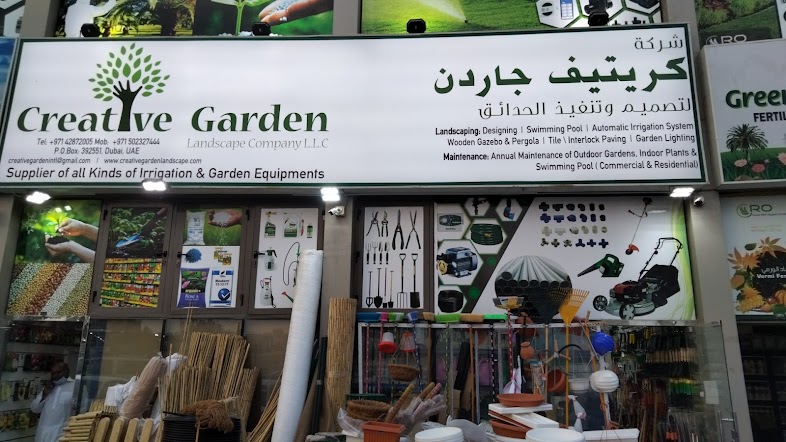 Creative Garden
Landscape Company L.L.C
Tel: +971 42872005 Mob: +971 502327444
P.O.Box: 392551, Dubai, UAE
creativegardenintl@gmail.com | www.creativegardenlandscape.com
Supplier of all Kinds of Irrigation & Garden Equipments
شركة
كريتيف جاردن
لتصميم وتنفيذ الحدائق
Landscaping: Designing | Swimming Pool | Automatic Irrigation System
Wooden Gazebo & Pergola | Tile \ Interlock Paving | Garden Lighting
Maintenance: Annual Maintenance of Outdoor Gardens, Indoor Plants &
Swimming Pool ( Commercial & Residential)
RO
Green
FERTIL
RO